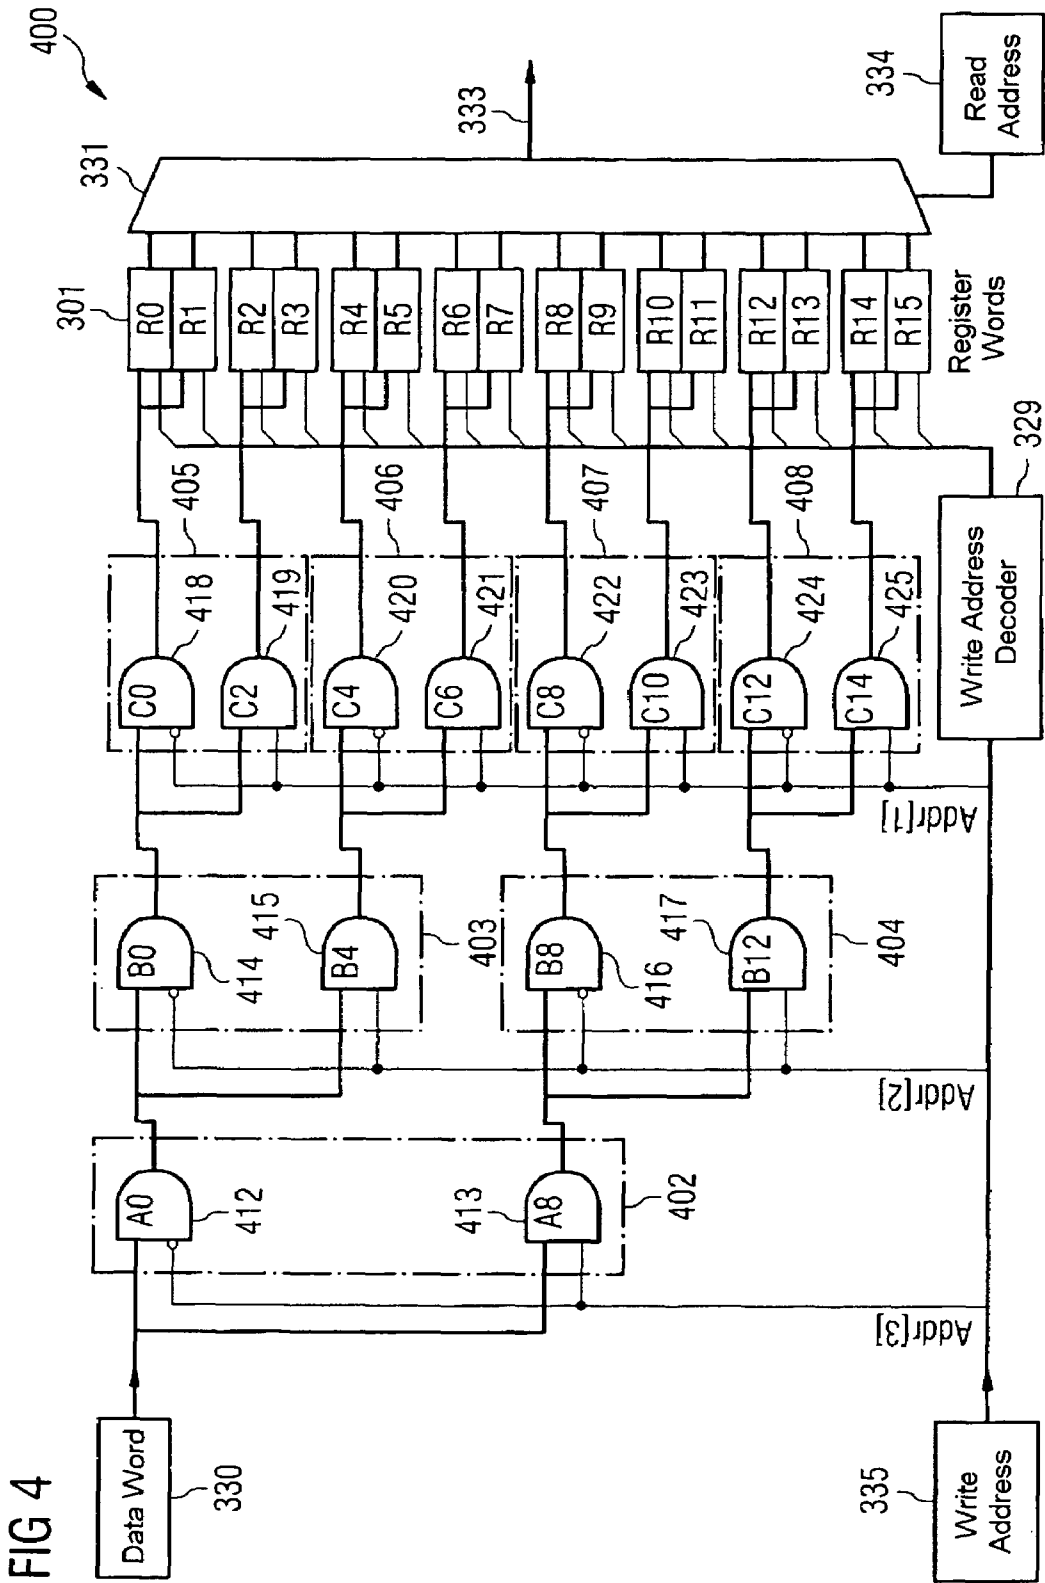 FIG 4
400
Data Word
330
A0
412
A8
413
402
B0
414
B4
415
403
B8
416
B12
417
404
C0
418
C2
419
405
C4
420
C6
421
406
C8
422
C10
423
407
C12
424
C14
425
408
301
R0
R1
R2
R3
R4
R5
R6
R7
R8
R9
R10
R11
R12
R13
R14
R15
Register
Words
331
333
Read
Address
334
Write Address
Decoder
329
Addr[3]
Addr[2]
Addr[1]
Write
Address
335